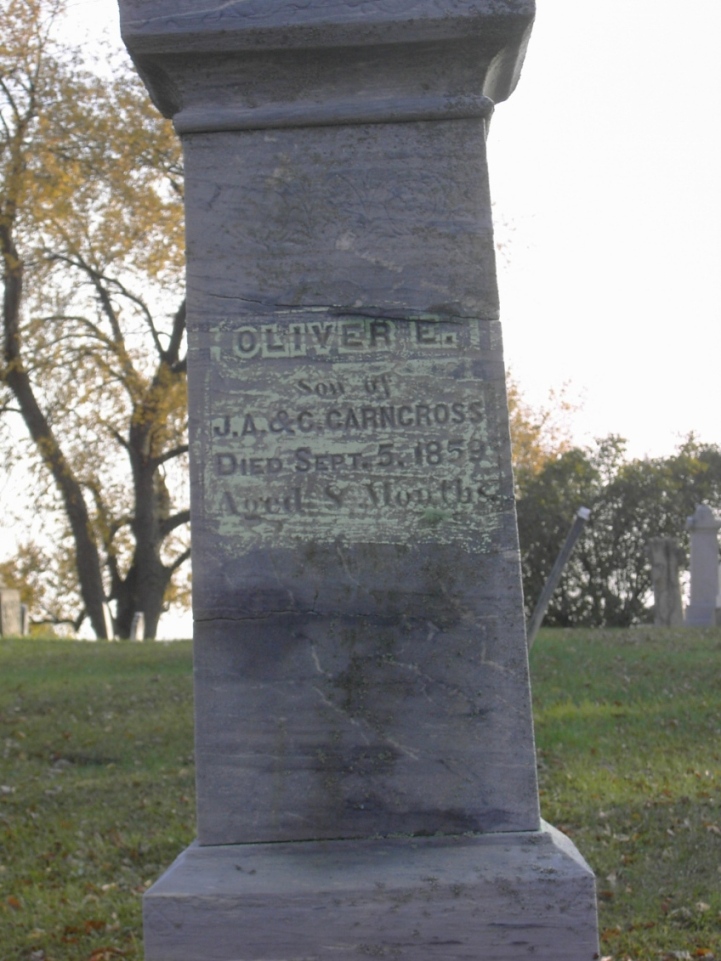 OLIVER E.
Son of
J.A. & C. CARNCROSS
DIED SEPT. 5, 1859
Aged 8 Months